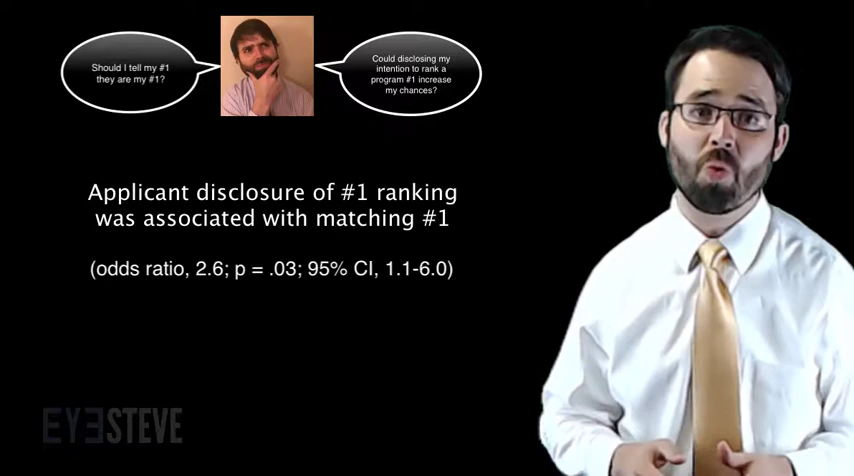 Should I tell my #1
they are my #1?
Could disclosing my
intention to rank a
program #1 increase
my chances?
Applicant disclosure of #1 ranking
was associated with matching #1
(odds ratio, 2.6; p = .03; 95% CI, 1.1-6.0)
EYƎSTEVE